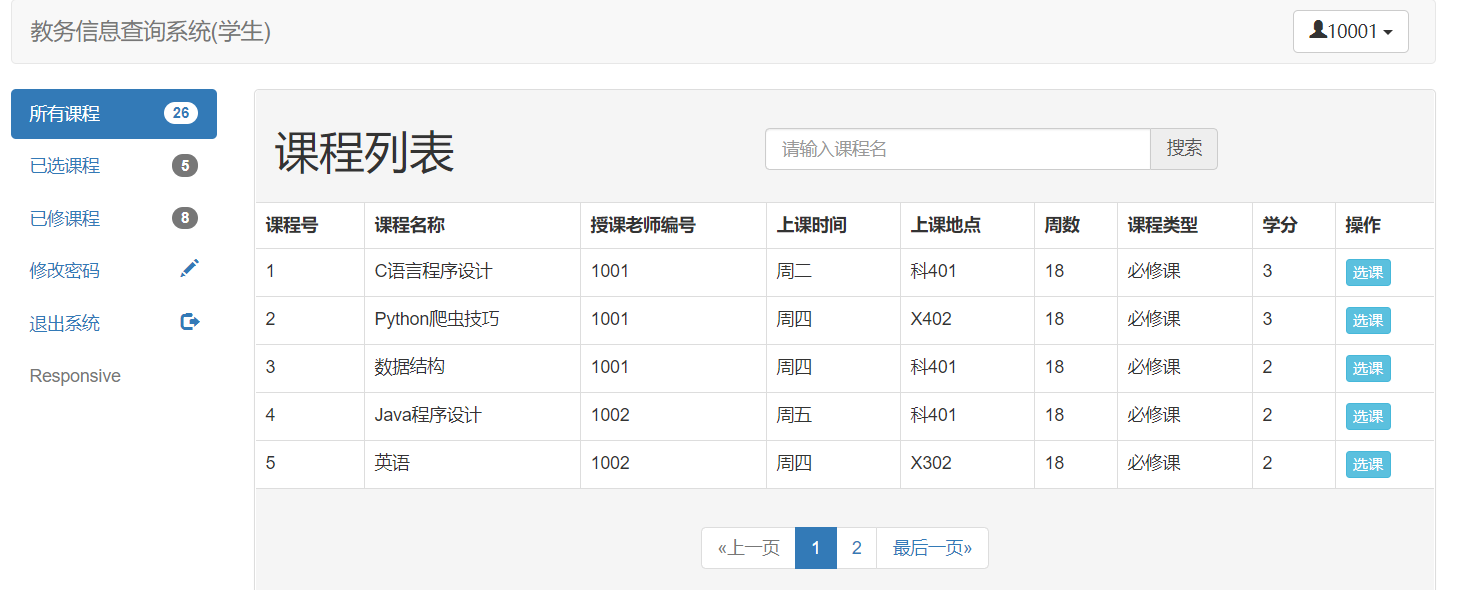 教务信息查询系统(学生)
10001
所有课程 26
已选课程 5
已修课程 8
修改密码
退出系统
Responsive
课程列表
请输入课程名 搜索
课程号 课程名称 授课老师编号 上课时间 上课地点 周数 课程类型 学分 操作
1 C语言程序设计 1001 周二 科401 18 必修课 3 选课
2 Python爬虫技巧 1001 周四 X402 18 必修课 3 选课
3 数据结构 1001 周四 科401 18 必修课 2 选课
4 Java程序设计 1002 周五 科401 18 必修课 2 选课
5 英语 1002 周四 X302 18 必修课 2 选课
«上一页 1 2 最后一页»